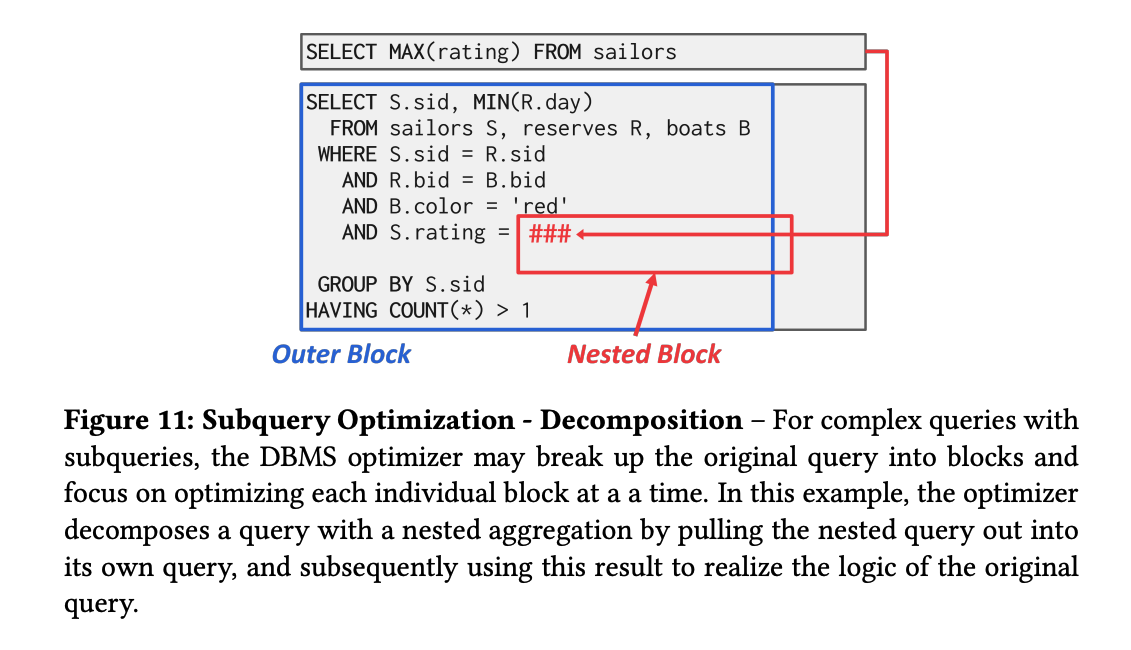 SELECT MAX(rating) FROM sailors
SELECT S.sid, MIN(R.day)
FROM sailors S, reserves R, boats B
WHERE S.sid = R.sid
AND R.bid = B.bid
AND B.color = 'red'
AND S.rating = ###
GROUP BY S.sid
HAVING COUNT(*) > 1
Outer Block
Nested Block
Figure 11: Subquery Optimization - Decomposition – For complex queries with
subqueries, the DBMS optimizer may break up the original query into blocks and
focus on optimizing each individual block at a a time. In this example, the optimizer
decomposes a query with a nested aggregation by pulling the nested query out into
its own query, and subsequently using this result to realize the logic of the original
query.